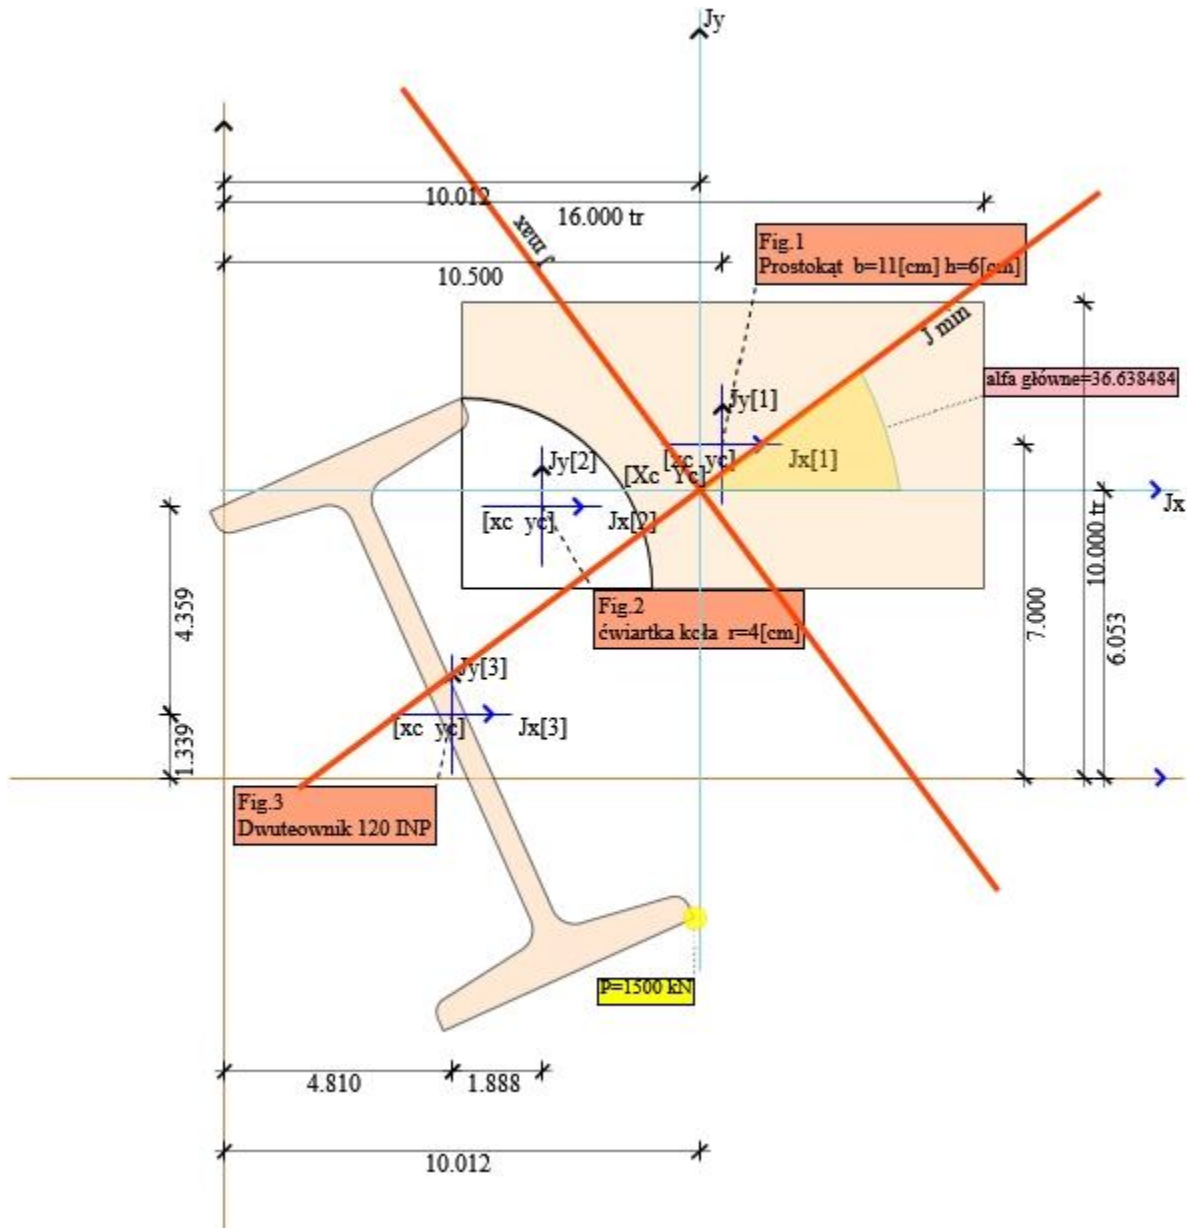 Jy
10.012
16.000 tr
J max
10.500
Fig.1
Prostokąt b=11[cm] h=6[cm]
J min
alfa główne=36.638484
Jy[1]
[xc yc]
Jx[1]
Jy[2]
[Xc Yc]
[xc yc]
Jx[2]
Jx
10.000 tr
7.000
6.053
4.359
Fig.2
ćwiartka koła r=4[cm]
Jy[3]
[xc yc]
Jx[3]
1.339
Fig.3
Dwuteownik 120 INP
P=1500 kN
4.810
1.888
10.012